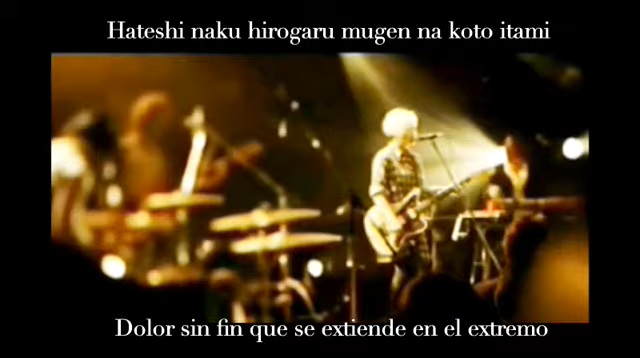 Hateshi naku hirogaru mugen na koto itami
Dolor sin fin que se extiende en el extremo